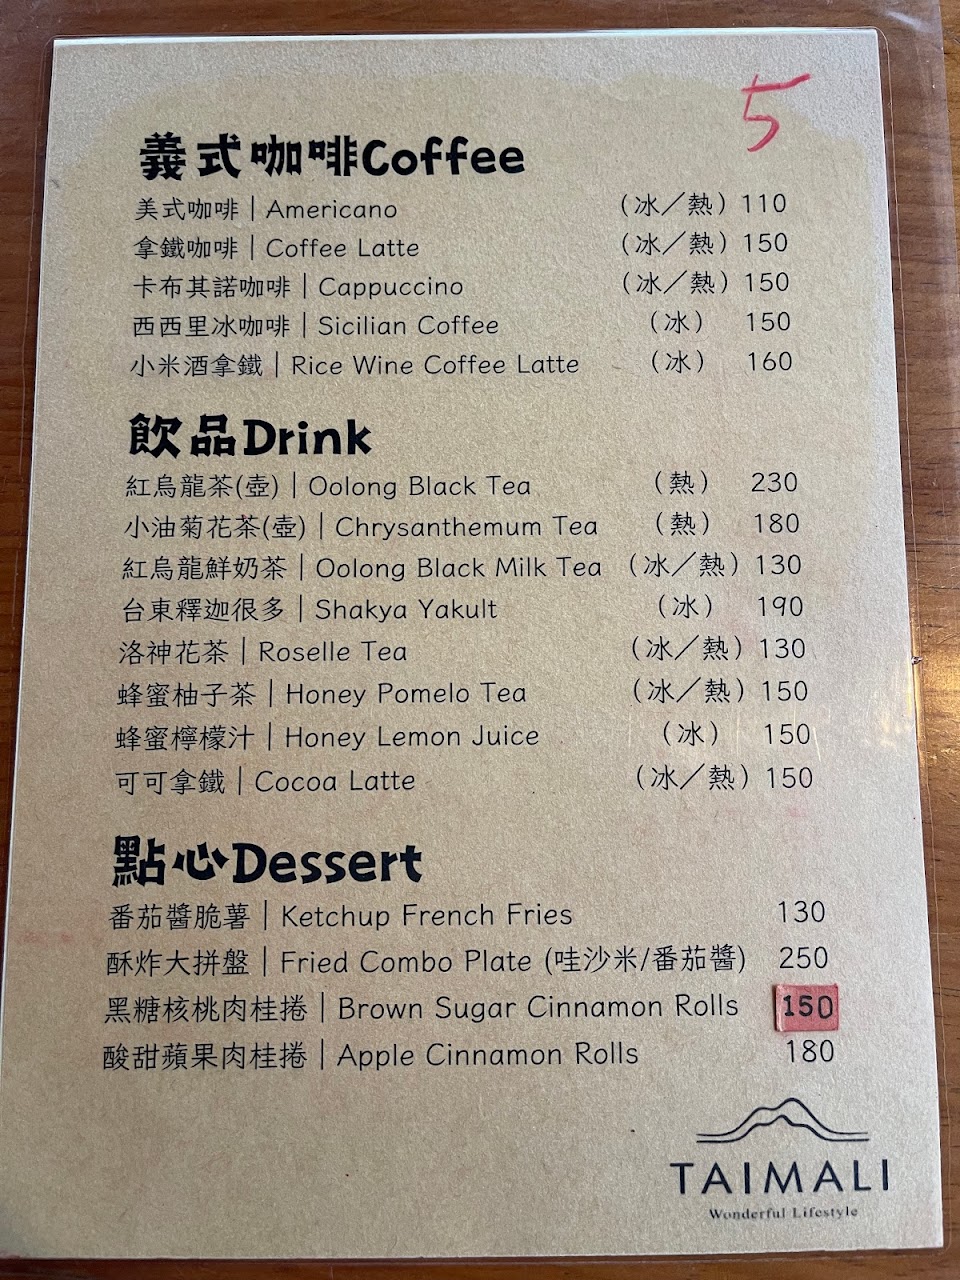 5
義式咖啡Coffee
美式咖啡｜Americano （冰／熱）110
拿鐵咖啡｜Coffee Latte （冰／熱）150
卡布其諾咖啡｜Cappuccino （冰／熱）150
西西里冰咖啡｜Sicilian Coffee （冰） 150
小米酒拿鐵｜Rice Wine Coffee Latte （冰） 160
飲品Drink
紅烏龍茶(壺)｜Oolong Black Tea （熱） 230
小油菊花茶(壺)｜Chrysanthemum Tea （熱） 180
紅烏龍鮮奶茶｜Oolong Black Milk Tea （冰／熱）130
台東釋迦很多｜Shakya Yakult （冰） 190
洛神花茶｜Roselle Tea （冰／熱）130
蜂蜜柚子茶｜Honey Pomelo Tea （冰／熱）150
蜂蜜檸檬汁｜Honey Lemon Juice （冰） 150
可可拿鐵｜Cocoa Latte （冰／熱）150
點心Dessert
番茄醬脆薯｜Ketchup French Fries 130
酥炸大拼盤｜Fried Combo Plate (哇沙米/番茄醬) 250
黑糖核桃肉桂捲｜Brown Sugar Cinnamon Rolls 150
酸甜蘋果肉桂捲｜Apple Cinnamon Rolls 180
TAIMALI
Wonderful Lifestyle